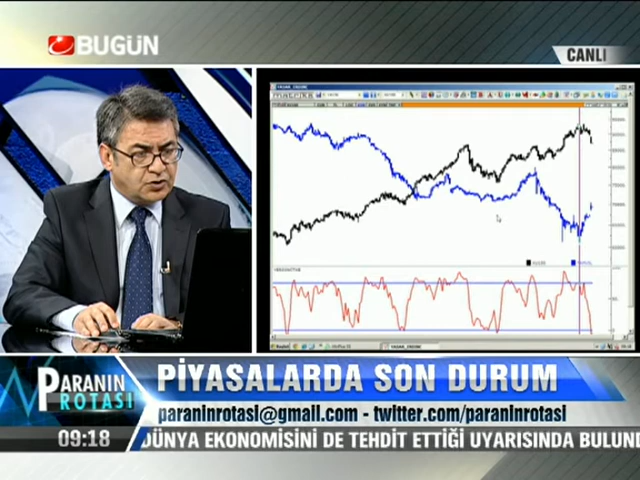 BUGÜN
CANLI
PİYASALARDA SON DURUM
PARANIN
ROTASI
paraninrotasi@gmail.com - twitter.com/paraninrotasi
09:18
DÜNYA EKONOMİSİNİ DE TEHDİT ETTİĞİ UYARISINDA BULUND